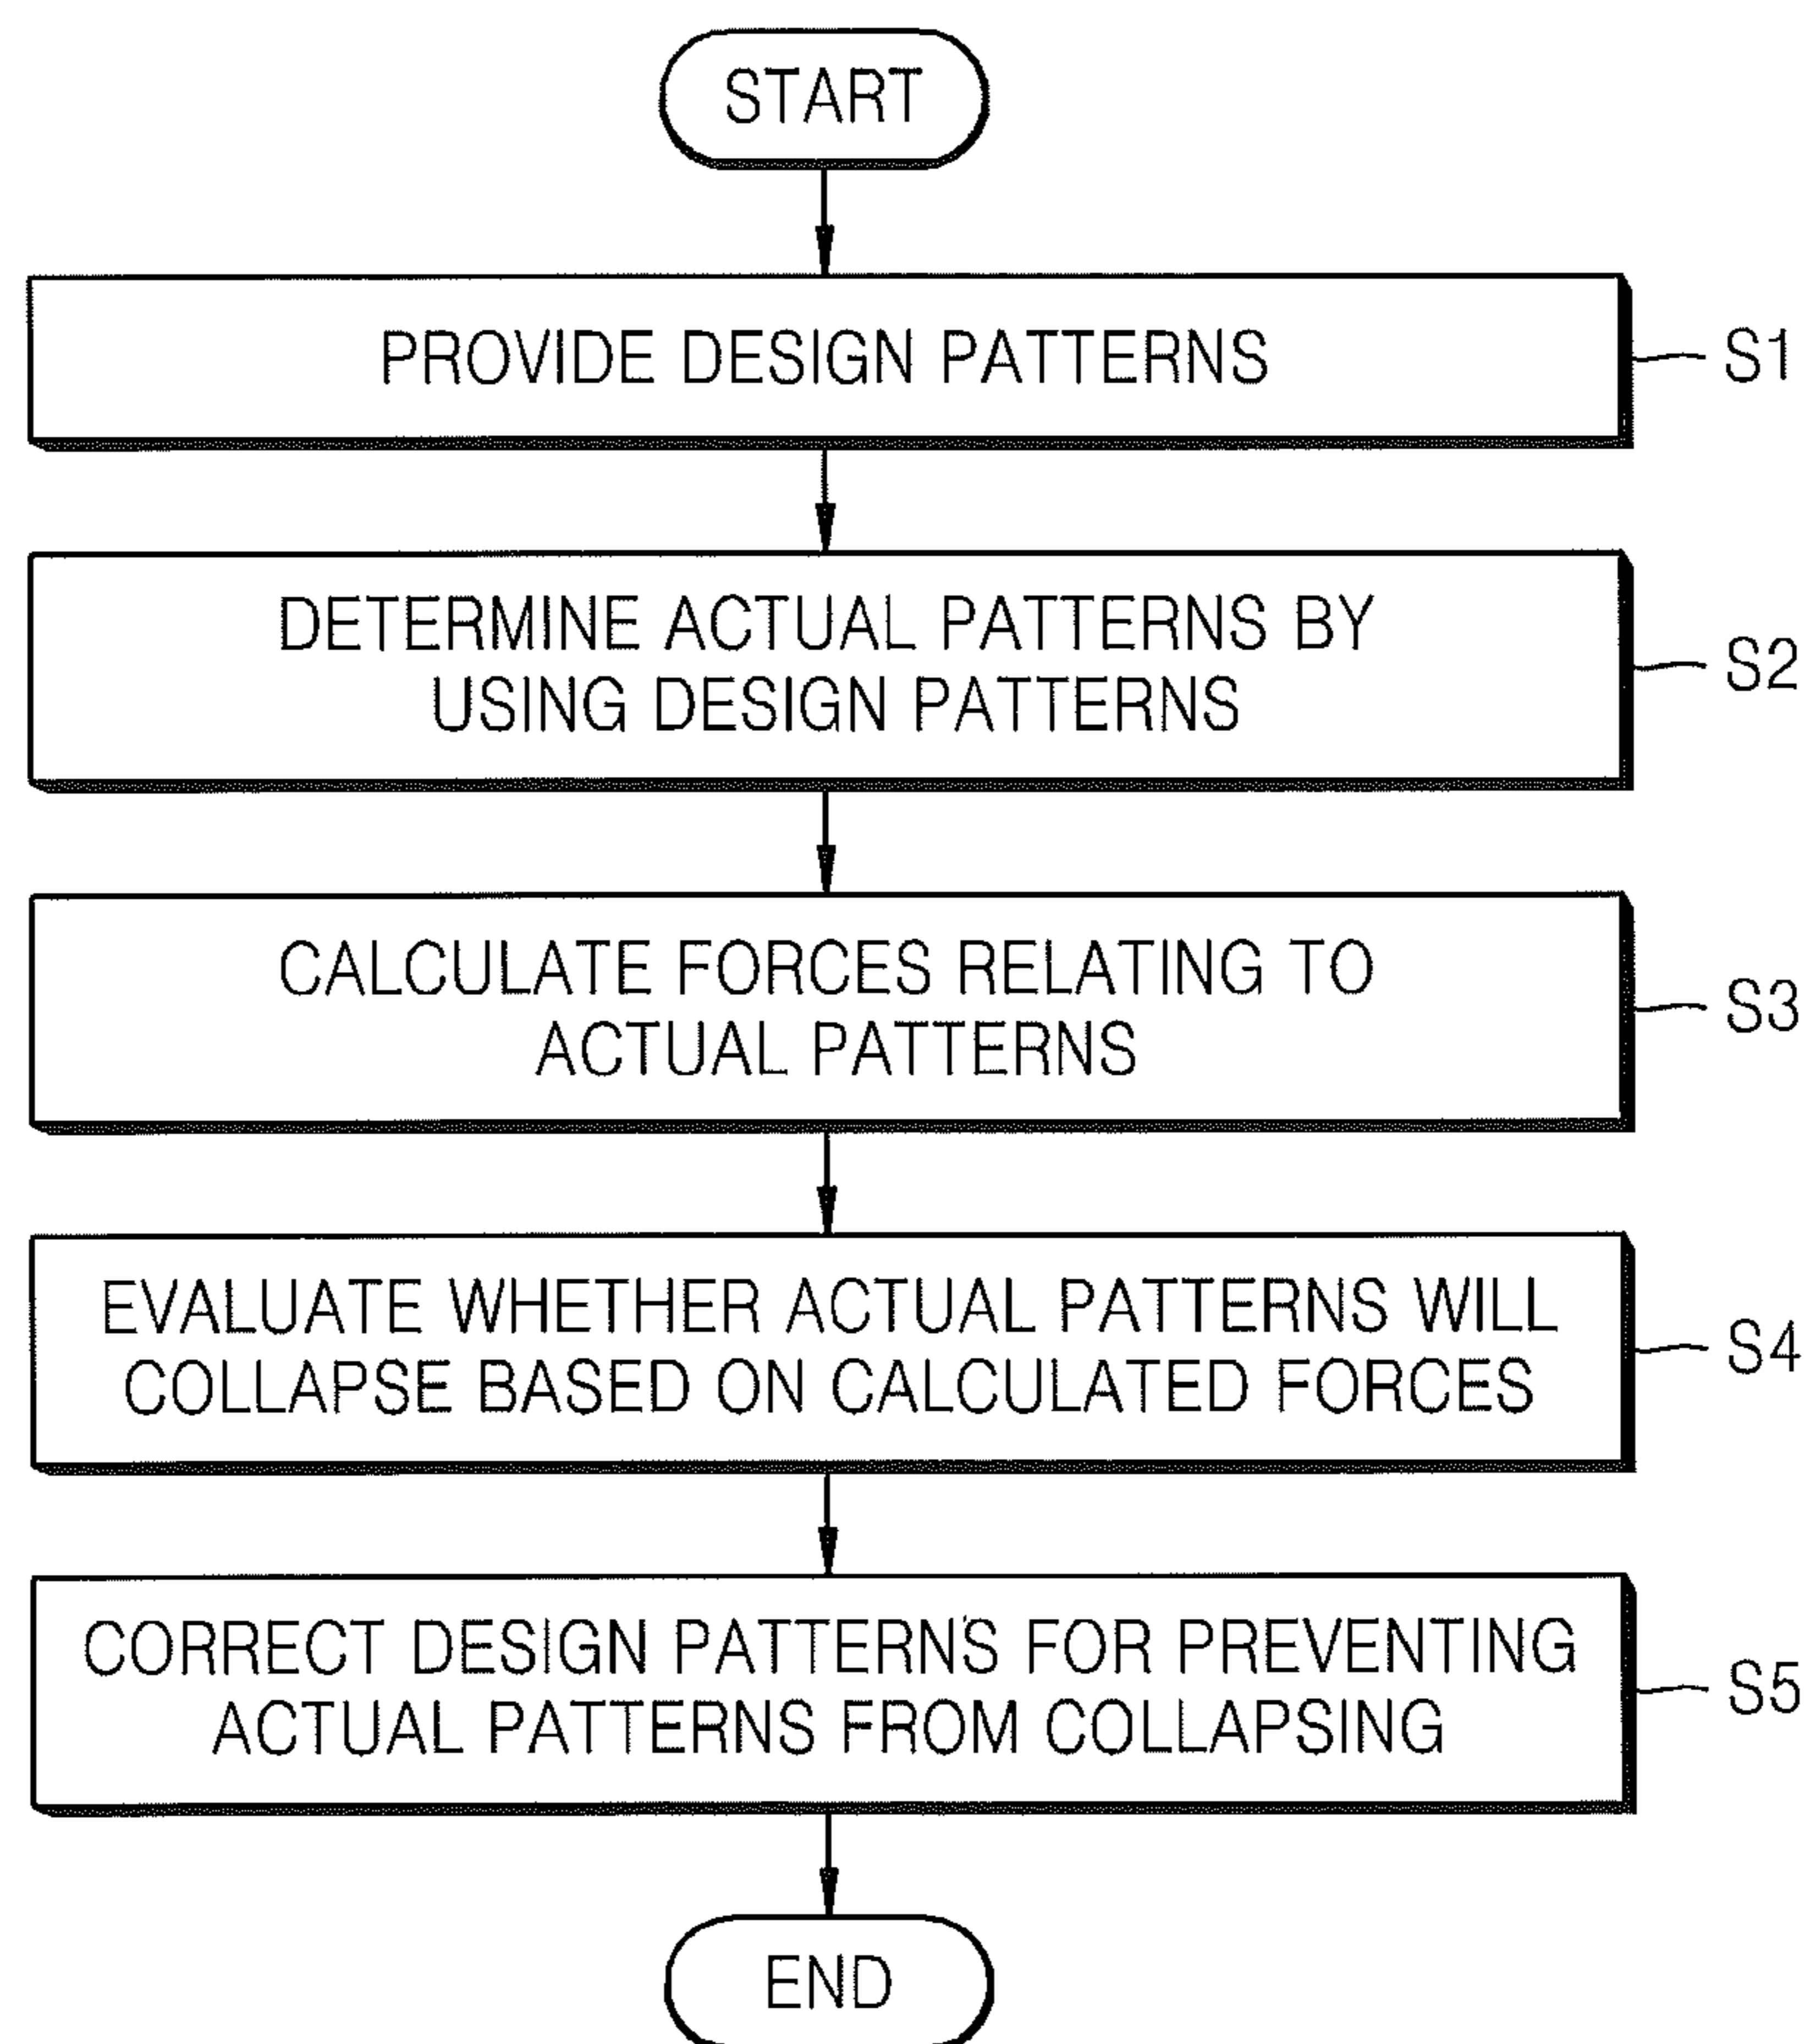 START
PROVIDE DESIGN PATTERNS
S1
DETERMINE ACTUAL PATTERNS BY
USING DESIGN PATTERNS
S2
CALCULATE FORCES RELATING TO
ACTUAL PATTERNS
S3
EVALUATE WHETHER ACTUAL PATTERNS WILL
COLLAPSE BASED ON CALCULATED FORCES
S4
CORRECT DESIGN PATTERNS FOR PREVENTING
ACTUAL PATTERNS FROM COLLAPSING
S5
END